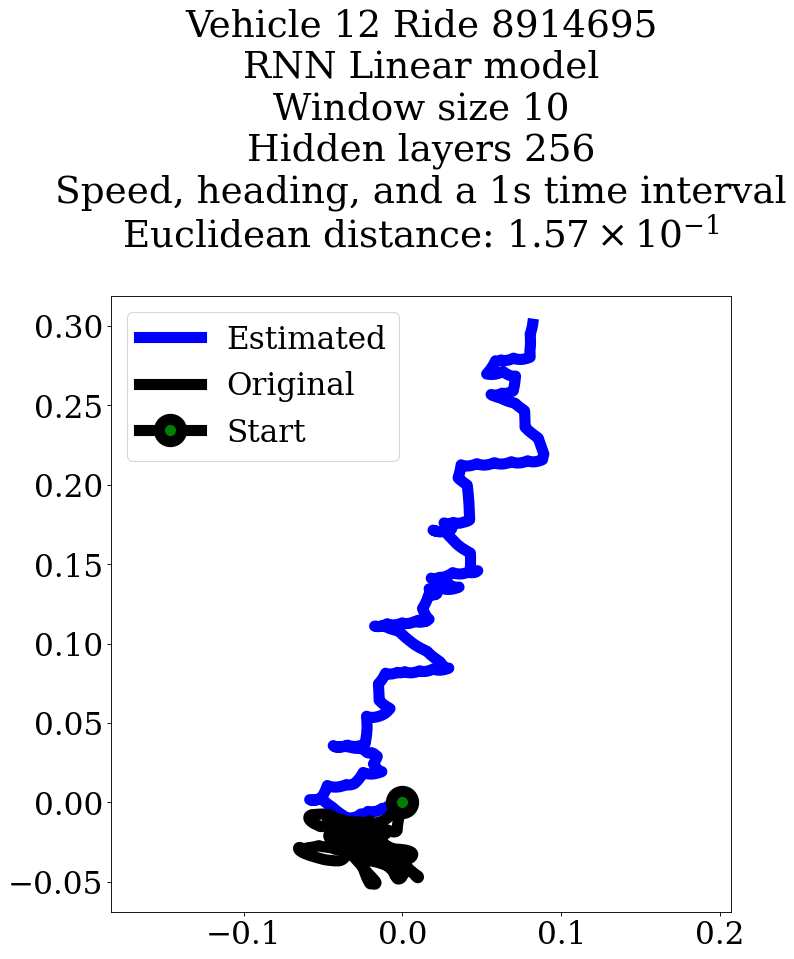 Vehicle 12 Ride 8914695
RNN Linear model
Window size 10
Hidden layers 256
Speed, heading, and a 1s time interval
Euclidean distance: 1.57 × 10⁻¹
Estimated
Original
Start
0.30
0.25
0.20
0.15
0.10
0.05
0.00
−0.05
−0.1 0.0 0.1 0.2